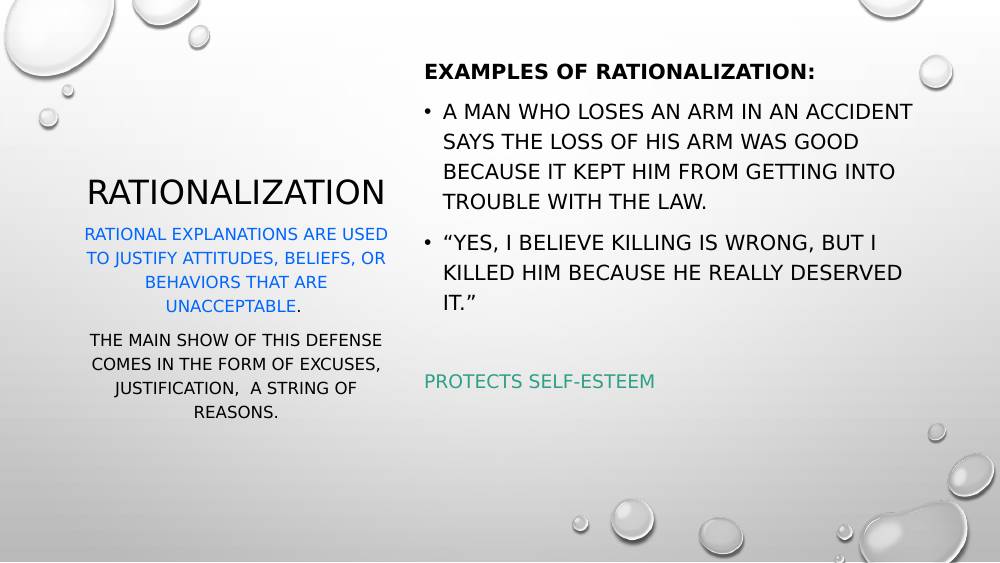 RATIONALIZATION
RATIONAL EXPLANATIONS ARE USED
TO JUSTIFY ATTITUDES, BELIEFS, OR
BEHAVIORS THAT ARE
UNACCEPTABLE.
THE MAIN SHOW OF THIS DEFENSE
COMES IN THE FORM OF EXCUSES,
JUSTIFICATION,  A STRING OF
REASONS.
EXAMPLES OF RATIONALIZATION:
• A MAN WHO LOSES AN ARM IN AN ACCIDENT
SAYS THE LOSS OF HIS ARM WAS GOOD
BECAUSE IT KEPT HIM FROM GETTING INTO
TROUBLE WITH THE LAW.
• “YES, I BELIEVE KILLING IS WRONG, BUT I
KILLED HIM BECAUSE HE REALLY DESERVED
IT.”
PROTECTS SELF-ESTEEM